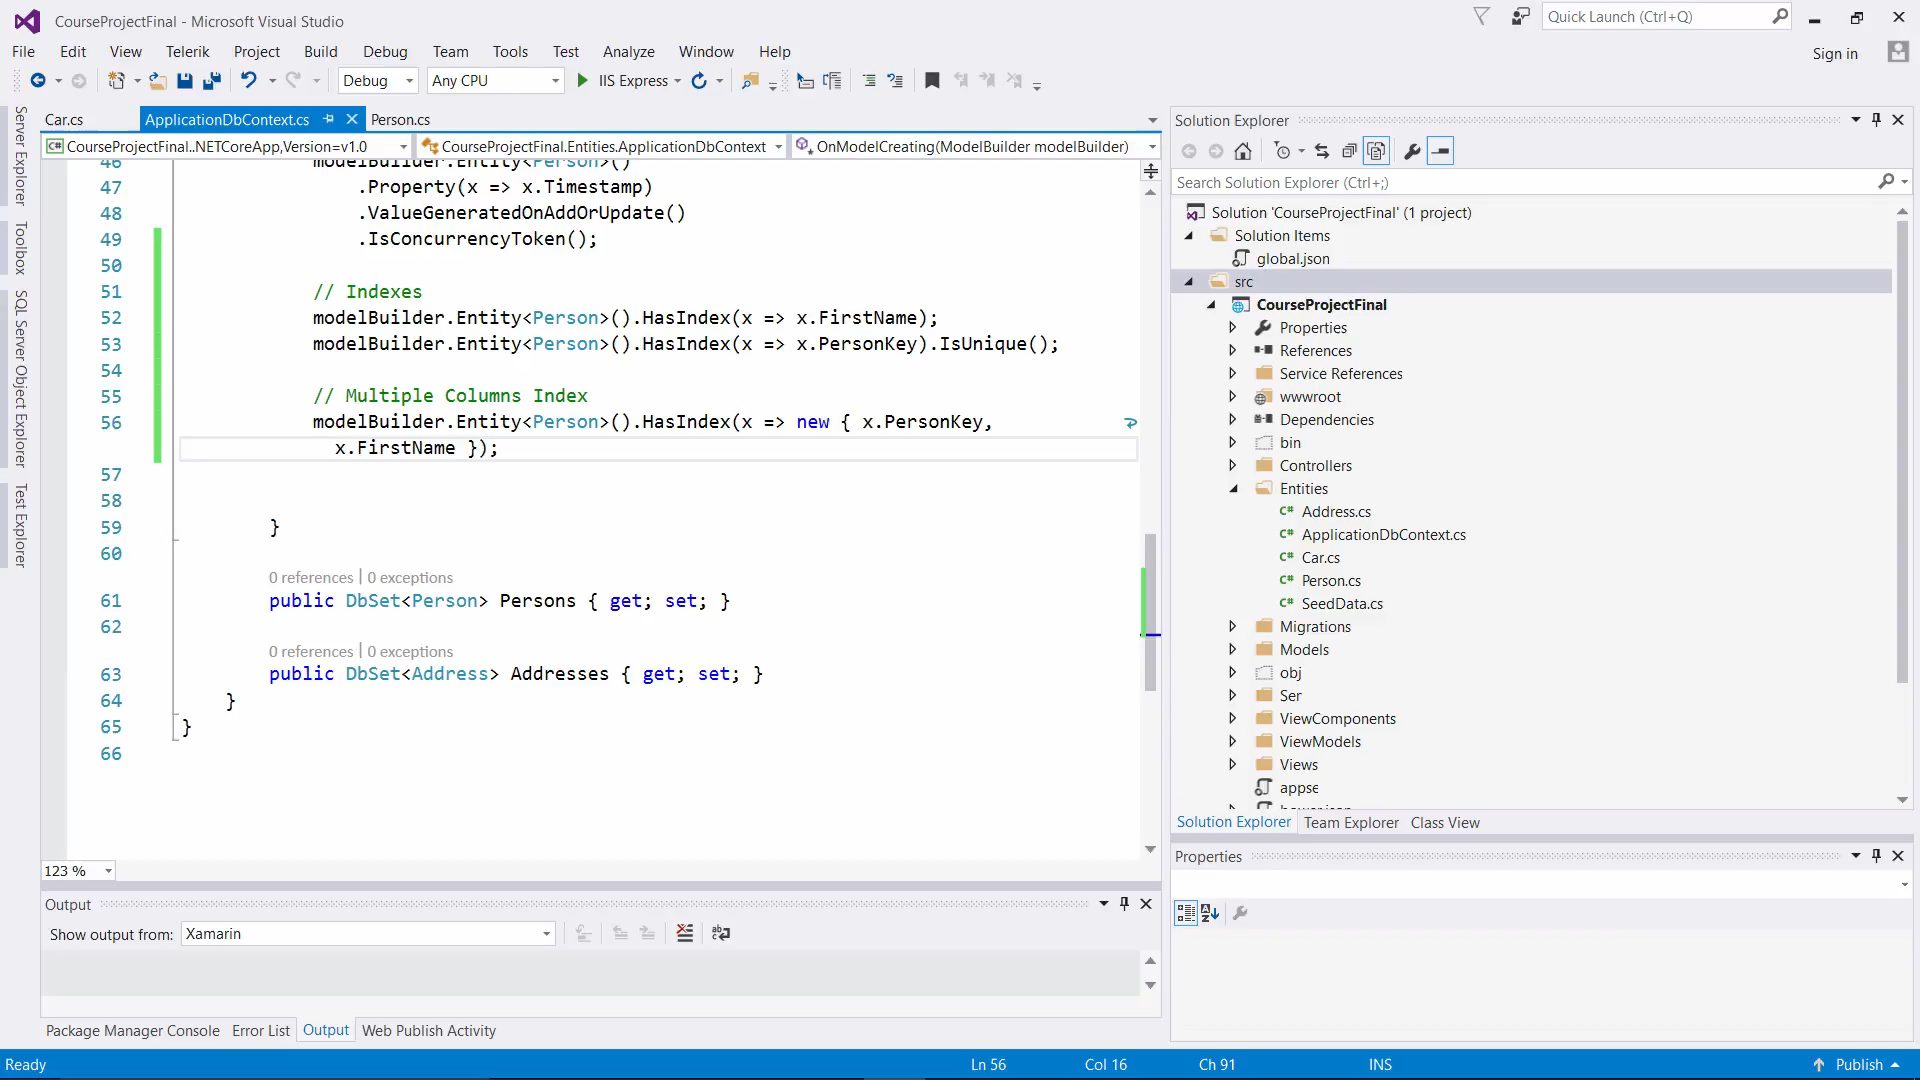 CourseProjectFinal - Microsoft Visual Studio
Quick Launch (Ctrl+Q)
File Edit View Telerik Project Build Debug Team Tools Test Analyze Window Help
Sign in
Debug Any CPU IIS Express
Server Explorer
Toolbox
SQL Server Object Explorer
Test Explorer
Car.cs ApplicationDbContext.cs Person.cs
CourseProjectFinal..NETCoreApp,Version=v1.0 CourseProjectFinal.Entities.ApplicationDbContext OnModelCreating(ModelBuilder modelBuilder)
46 modelBuilder.Entity<Person>()
47 .Property(x => x.Timestamp)
48 .ValueGeneratedOnAddOrUpdate()
49 .IsConcurrencyToken();
50
51 // Indexes
52 modelBuilder.Entity<Person>().HasIndex(x => x.FirstName);
53 modelBuilder.Entity<Person>().HasIndex(x => x.PersonKey).IsUnique();
54
55 // Multiple Columns Index
56 modelBuilder.Entity<Person>().HasIndex(x => new { x.PersonKey,
x.FirstName });
57
58
59 }
60
0 references | 0 exceptions
61 public DbSet<Person> Persons { get; set; }
62
0 references | 0 exceptions
63 public DbSet<Address> Addresses { get; set; }
64 }
65 }
66
123 %
Output
Show output from: Xamarin
Package Manager Console Error List Output Web Publish Activity
Solution Explorer
Search Solution Explorer (Ctrl+;)
Solution 'CourseProjectFinal' (1 project)
Solution Items
global.json
src
CourseProjectFinal
Properties
References
Service References
wwwroot
Dependencies
bin
Controllers
Entities
C# Address.cs
C# ApplicationDbContext.cs
C# Car.cs
C# Person.cs
C# SeedData.cs
Migrations
Models
obj
Ser
ViewComponents
ViewModels
Views
appse
Solution Explorer Team Explorer Class View
Properties
Ready Ln 56 Col 16 Ch 91 INS Publish